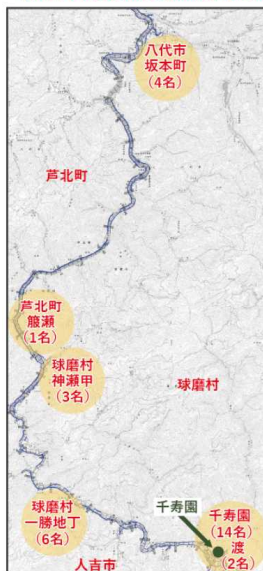 八代市
坂本町
（4名）
芦北町
芦北町
籏瀬
（1名）
球磨村
神瀬甲
（3名）
球磨村
球磨村
一勝地丁
（6名）
千寿園
千寿園
（14名）
渡
（2名）
人吉市